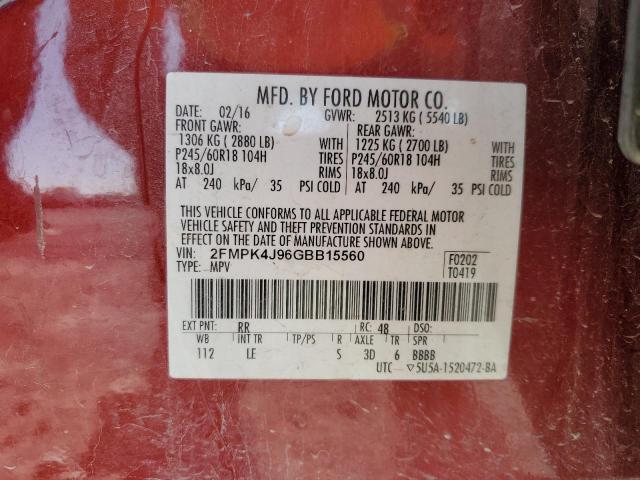 MFD. BY FORD MOTOR CO.
DATE: 02/16 GVWR: 2513 KG ( 5540 LB)
FRONT GAWR: REAR GAWR:
1306 KG ( 2880 LB) WITH 1225 KG ( 2700 LB) WITH
P245/60R18 104H TIRES P245/60R18 104H TIRES
18x8.0J RIMS 18x8.0J RIMS
AT 240 kPa/ 35 PSI COLD AT 240 kPa/ 35 PSI COLD
THIS VEHICLE CONFORMS TO ALL APPLICABLE FEDERAL MOTOR
VEHICLE SAFETY AND THEFT PREVENTION STANDARDS IN
EFFECT ON THE DATE OF MANUFACTURE SHOWN ABOVE.
VIN: 2FMPK4J96GBB15560 F0202
TYPE: MPV T0419
EXT PNT: RR RC: 48 DSO:
WB INT TR TP/PS R AXLE TR SPR
112 LE S 3D 6 BBBB
UTC ▽5U5A-1520472-BA